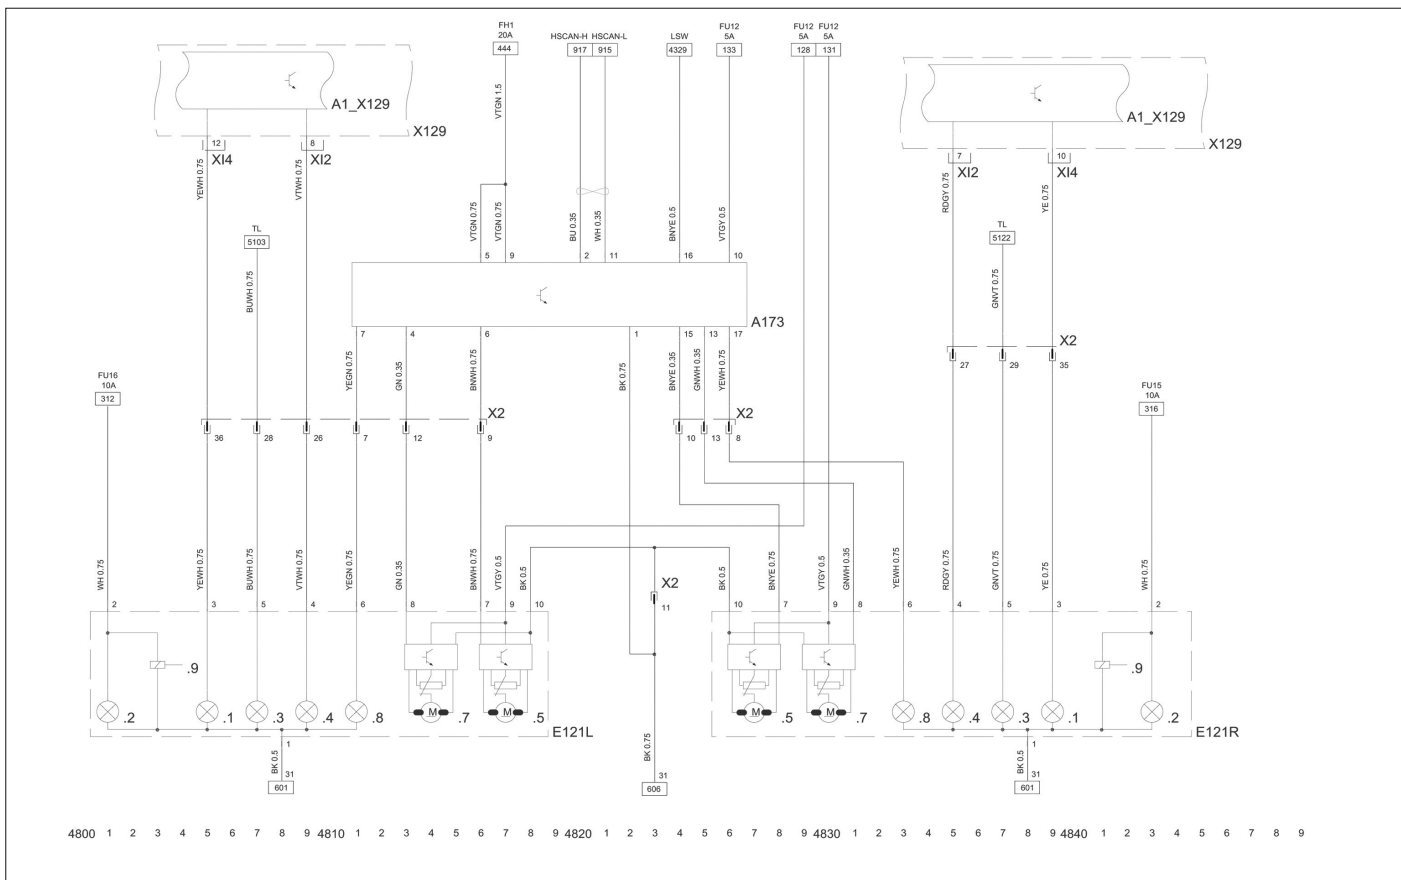 FH1
20A
444
HSCAN-H HSCAN-L
917 915
LSW
4329
FU12
5A
133
FU12 FU12
5A 5A
128 131
A1_X129
X129
12 8
XI4 XI2
YEWH 0.75
VTWH 0.75
VTGN 1.5
A1_X129
X129
7 10
XI2 XI4
RDGY 0.75
YE 0.75
TL
5103
BUWH 0.75
VTGN 0.75
VTGN 0.75
BU 0.35
WH 0.35
BNYE 0.5
VTGY 0.5
TL
5122
GNVT 0.75
5 9 2 11 16 10
A173
7 4 6 1 15 13 17
YEGN 0.75
GN 0.35
BNWH 0.75
BK 0.75
BNYE 0.35
GNWH 0.35
YEWH 0.75
X2
27 29 35
FU16
10A
312
FU15
10A
316
X2
36 28 26 7 12 9
X2
10 13 8
WH 0.75
YEWH 0.75
BUWH 0.75
VTWH 0.75
YEGN 0.75
GN 0.35
BNWH 0.75
VTGY 0.5
BK 0.5
X2
11
BK 0.5
BNYE 0.75
VTGY 0.5
GNWH 0.35
YEWH 0.75
RDGY 0.75
GNVT 0.75
YE 0.75
WH 0.75
2 3 5 4 6 8 7 9 10
10 7 9 8 6 4 5 3 2
.9
.9
M M
M M
.2 .1 .3 .4 .8 .7 .5
.5 .7 .8 .4 .3 .1 .2
E121L
E121R
1
BK 0.5
31
601
BK 0.75
31
606
1
BK 0.5
31
601
4800 1 2 3 4 5 6 7 8 9 4810 1 2 3 4 5 6 7 8 9 4820 1 2 3 4 5 6 7 8 9 4830 1 2 3 4 5 6 7 8 9 4840 1 2 3 4 5 6 7 8 9